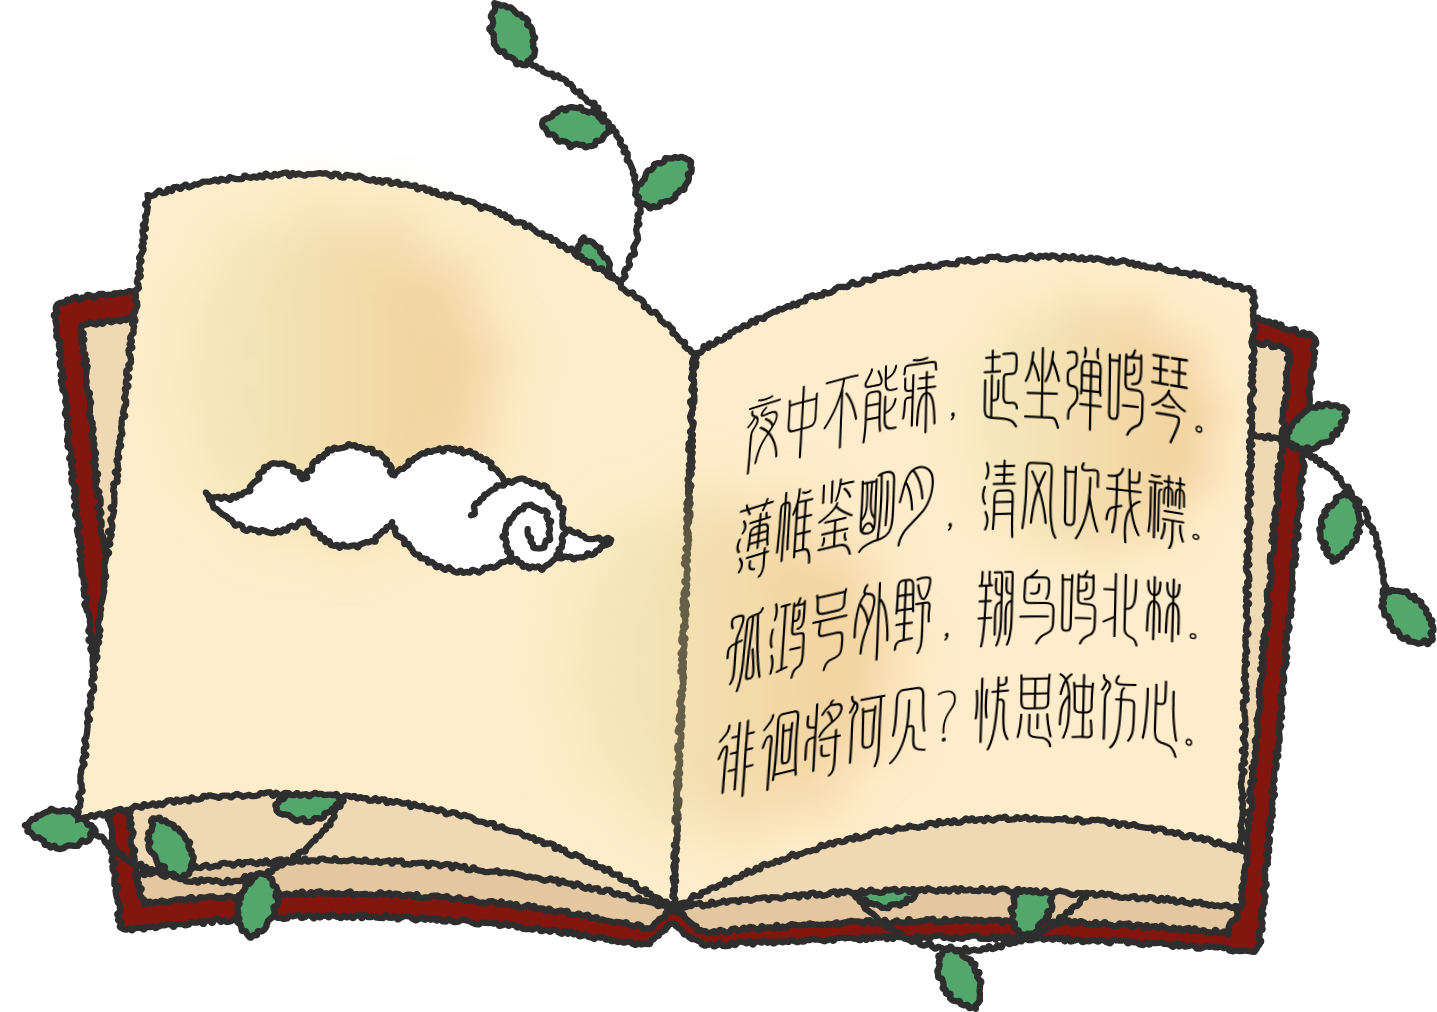 夜中不能寐，起坐弹鸣琴。
薄帷鉴明月，清风吹我襟。
孤鸿号外野，翔鸟鸣北林。
徘徊将何见？忧思独伤心。